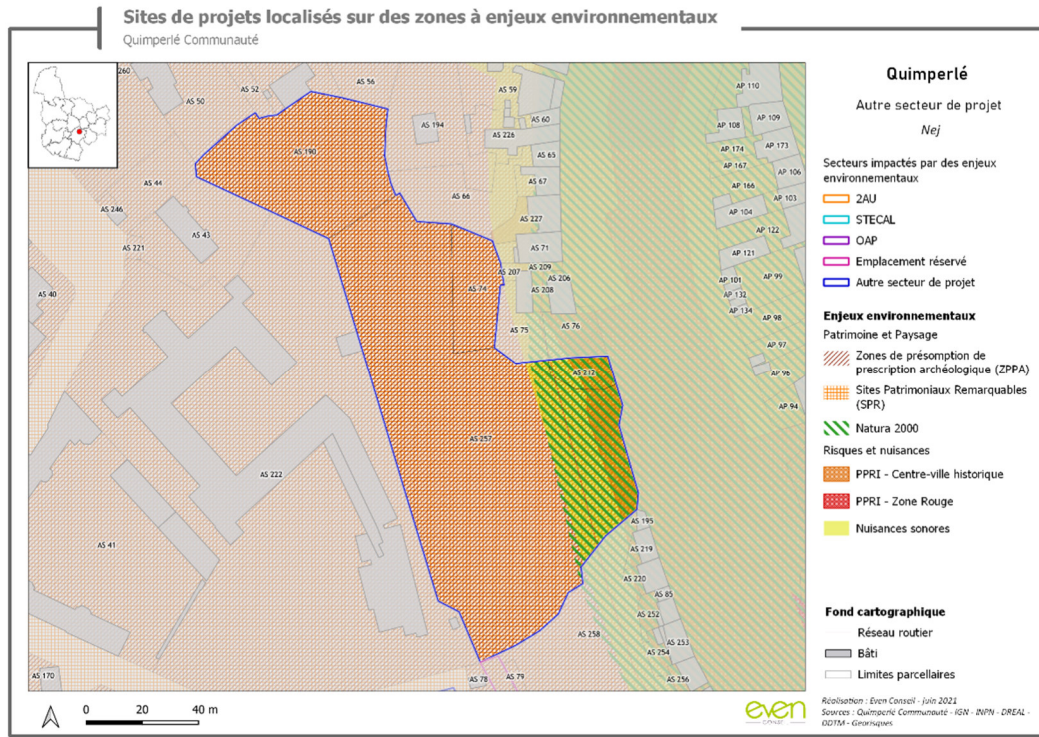 Sites de projets localisés sur des zones à enjeux environnementaux
Quimperlé Communauté
260
AS 52
AS 56
AS 50
AS 59
AS 60
AP 110
AS 194
AS 226
AP 108
AP 109
AS 190
AS 65
AP 174
AP 173
AS 67
AP 167
AP 106
AS 44
AS 66
AP 166
AP 103
AS 246
AS 227
AP 104
AS 43
AP 122
AS 221
AS 71
AP 121
AS 209
AS 207
AS 206
AP 101
AP 99
AS 40
AS 74
AS 208
AP 132
AP 134
AP 98
AS 75
AS 76
AP 97
AS 212
AP 96
AP 94
AS 257
AS 222
AS 195
AS 41
AS 219
AS 220
AS 85
AS 252
AS 258
AS 253
AS 254
AS 170
AS 78
AS 79
AS 256
0 20 40 m
Quimperlé
Autre secteur de projet
Nej
Secteurs impactés par des enjeux
environnementaux
2AU
STECAL
OAP
Emplacement réservé
Autre secteur de projet
Enjeux environnementaux
Patrimoine et Paysage
Zones de présomption de
prescription archéologique (ZPPA)
Sites Patrimoniaux Remarquables
(SPR)
Natura 2000
Risques et nuisances
PPRI - Centre-ville historique
PPRI - Zone Rouge
Nuisances sonores
Fond cartographique
Réseau routier
Bâti
Limites parcellaires
even
Réalisation : Even Conseil - juin 2021
Sources : Quimperlé Communauté - IGN - INPN - DREAL -
DDTM - Georisques